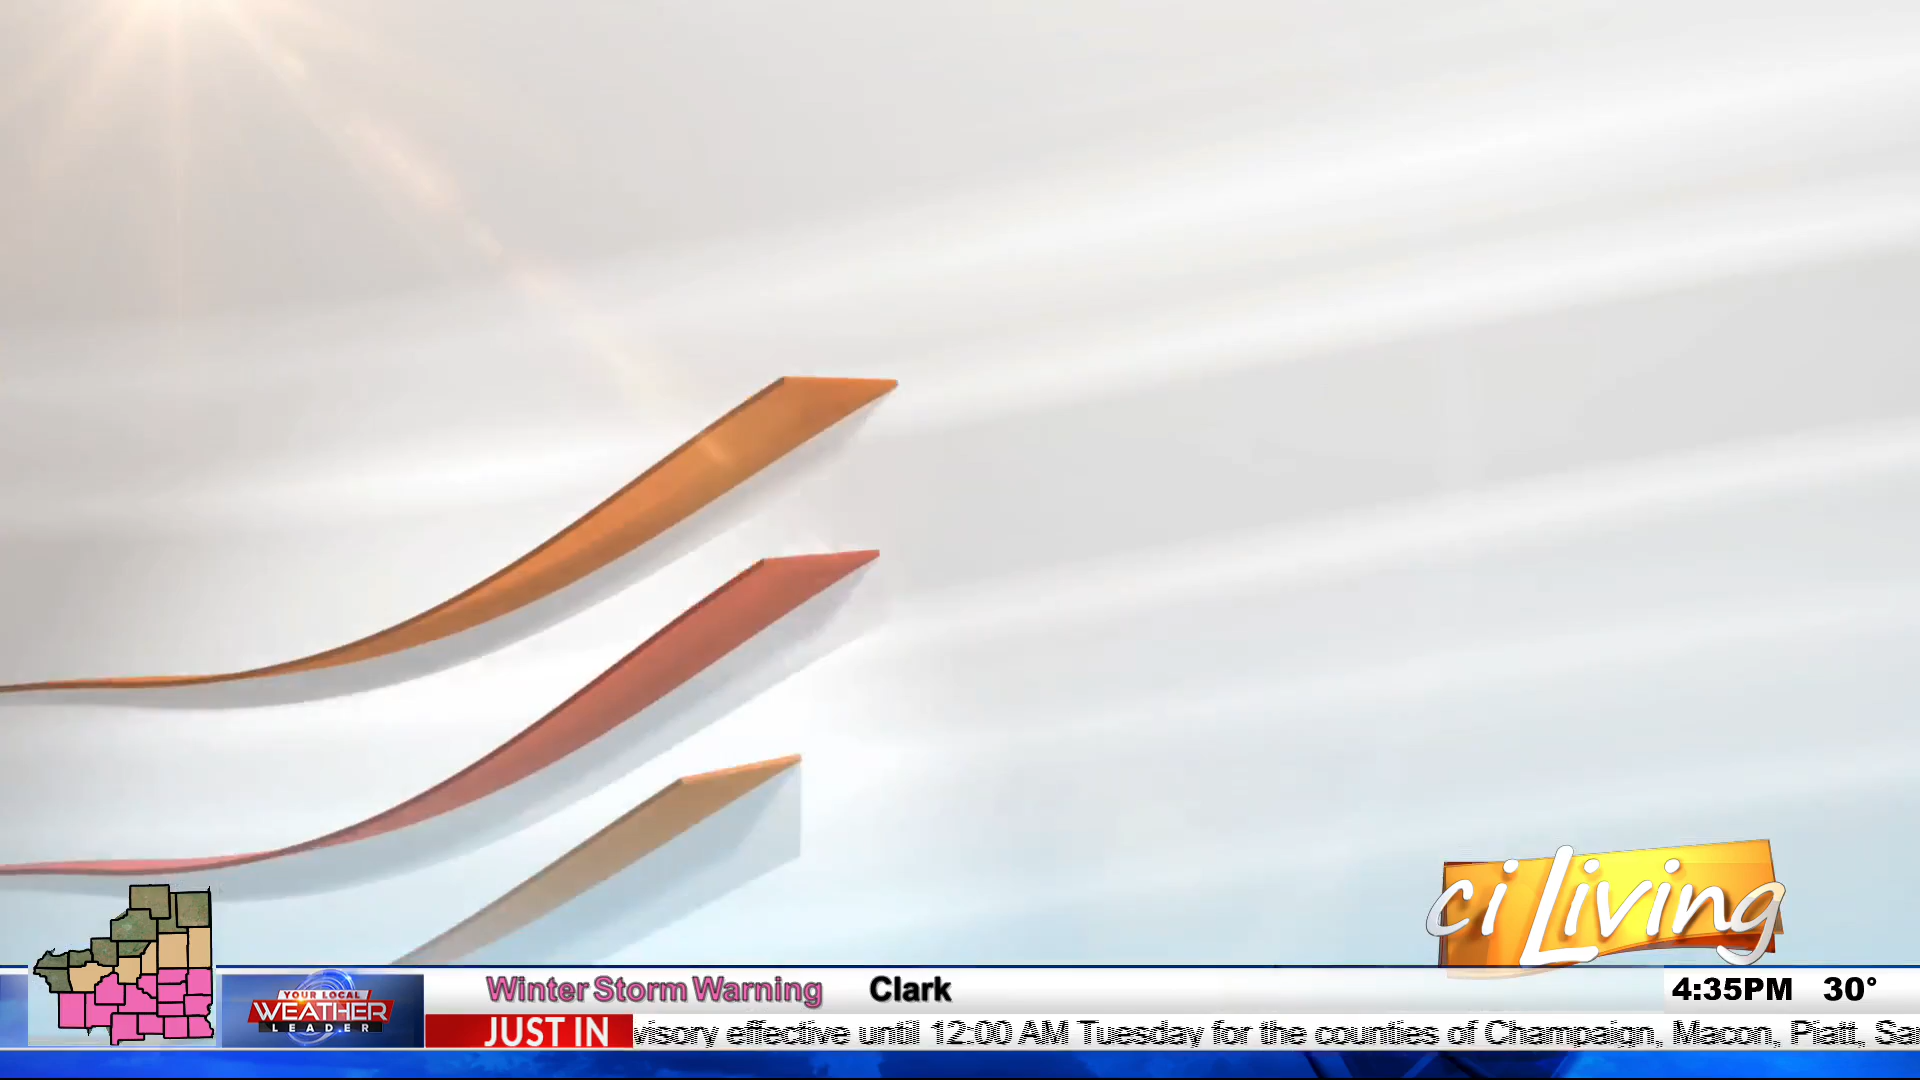 ci Living
Winter Storm Warning Clark
4:35PM 30°
YOUR LOCAL
WEATHER
LEADER
JUST IN
visory effective until 12:00 AM Tuesday for the counties of Champaign, Macon, Piatt, Sa